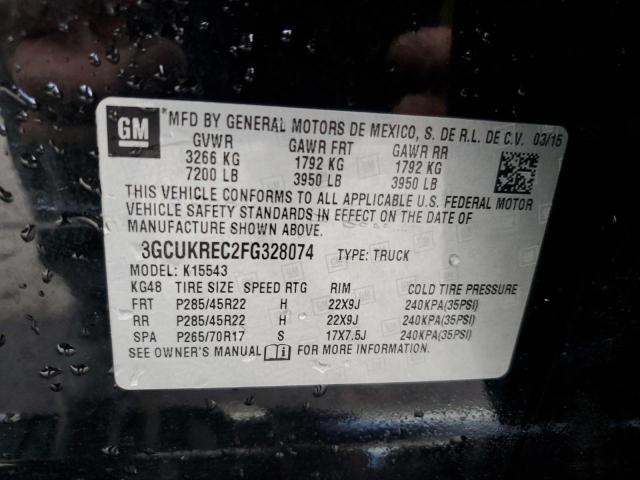 GM
MFD BY GENERAL MOTORS DE MEXICO, S. DE R.L. DE C.V. 03/15
GVWR GAWR FRT GAWR RR
3266 KG 1792 KG 1792 KG
7200 LB 3950 LB 3950 LB
THIS VEHICLE CONFORMS TO ALL APPLICABLE U.S. FEDERAL MOTOR
VEHICLE SAFETY STANDARDS IN EFFECT ON THE DATE OF
MANUFACTURE SHOWN ABOVE.
3GCUKREC2FG328074 TYPE: TRUCK
MODEL: K15543
KG48 TIRE SIZE SPEED RTG RIM COLD TIRE PRESSURE
FRT P285/45R22 H 22X9J 240KPA(35PSI)
RR P285/45R22 H 22X9J 240KPA(35PSI)
SPA P265/70R17 S 17X7.5J 240KPA(35PSI)
SEE OWNER'S MANUAL FOR MORE INFORMATION.